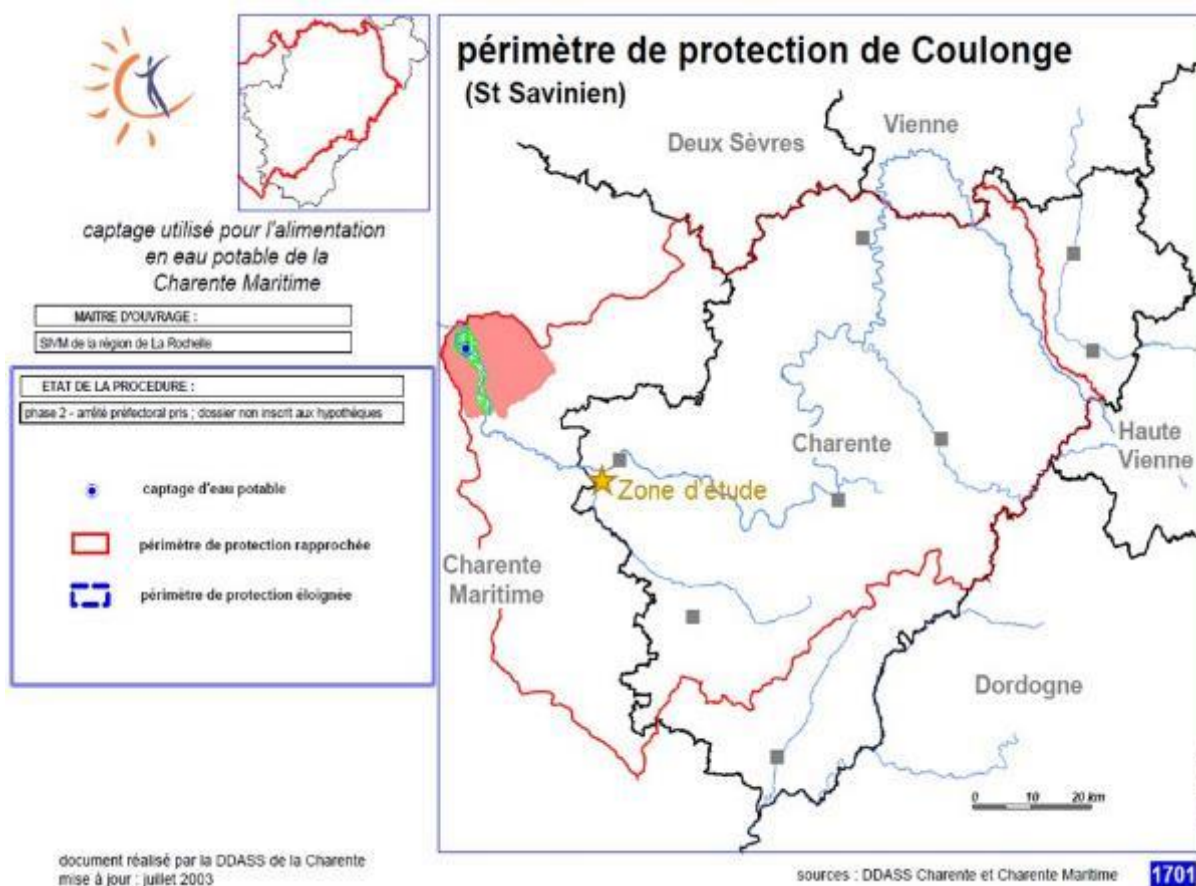 captage utilisé pour l'alimentation
en eau potable de la
Charente Maritime
MAITRE D'OUVRAGE :
SIVM de la région de La Rochelle
ETAT DE LA PROCEDURE :
phase 2 - arrêté préfectoral pris ; dossier non inscrit aux hypothèques
captage d'eau potable
périmètre de protection rapprochée
périmètre de protection éloignée
document réalisé par la DDASS de la Charente
mise à jour : juillet 2003
périmètre de protection de Coulonge
(St Savinien)
Vienne
Deux Sèvres
Charente
Haute
Vienne
Zone d'étude
Charente
Maritime
Dordogne
0 10 20 km
sources : DDASS Charente et Charente Maritime
1701